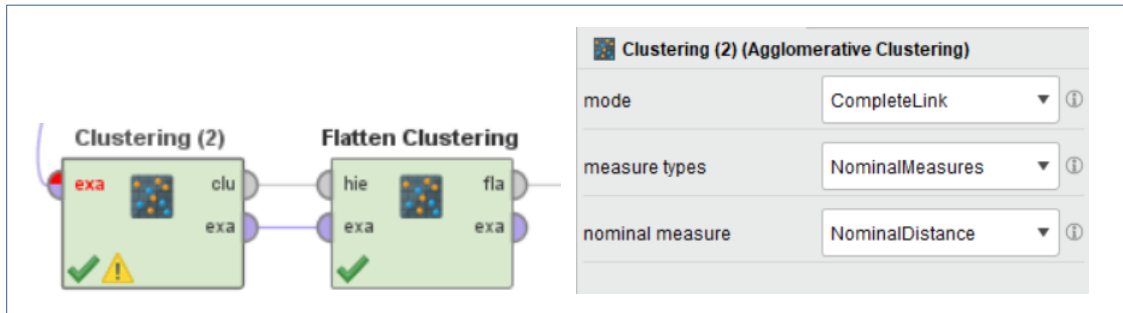 Clustering (2)
exa
clu
exa
Flatten Clustering
hie
fla
exa
exa
Clustering (2) (Agglomerative Clustering)
mode
CompleteLink
measure types
NominalMeasures
nominal measure
NominalDistance